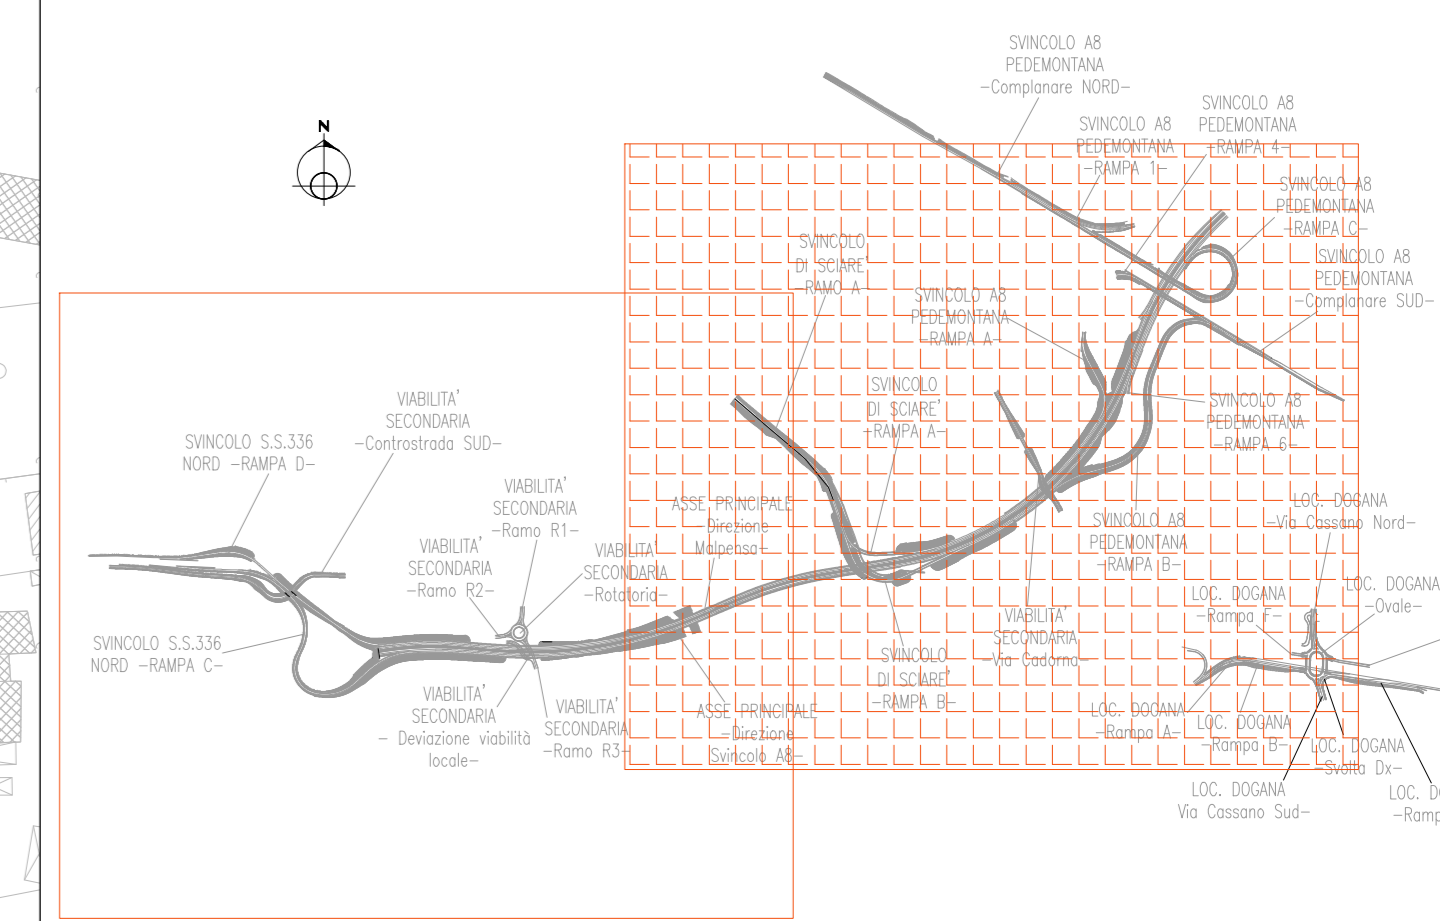 SVINCOLO A8
PEDEMONTANA
-Complanare NORD-
SVINCOLO A8
PEDEMONTANA
-RAMPA 4-
SVINCOLO A8
PEDEMONTANA
-RAMPA 1-
N
SVINCOLO A8
PEDEMONTANA
-RAMPA C-
SVINCOLO
DI SCIARE'
-RAMO A-
SVINCOLO A8
PEDEMONTANA
-Complanare SUD-
SVINCOLO A8
PEDEMONTANA
-RAMPA A-
SVINCOLO
DI SCIARE'
-RAMPA A-
VIABILITA'
SECONDARIA
-Controstrada SUD-
SVINCOLO A8
PEDEMONTANA
-RAMPA 6-
SVINCOLO S.S.336
NORD -RAMPA D-
VIABILITA'
SECONDARIA
-Ramo R1-
ASSE PRINCIPALE
-Direzione
Malpensa-
LOC. DOGANA
-Via Cassano Nord-
SVINCOLO A8
PEDEMONTANA
-RAMPA B-
VIABILITA'
SECONDARIA
-Ramo R2-
VIABILITA'
SECONDARIA
-Rotatoria-
LOC. DOGANA
-Ovale-
LOC. DOGANA
-Rampa F-
VIABILITA'
SECONDARIA
-Via Cadorna-
SVINCOLO S.S.336
NORD -RAMPA C-
SVINCOLO
DI SCIARE'
-RAMPA B-
VIABILITA'
SECONDARIA
- Deviazione viabilità
locale-
VIABILITA'
SECONDARIA
-Ramo R3-
ASSE PRINCIPALE
-Direzione
Svincolo A8-
LOC. DOGANA
-Rampa A-
LOC. DOGANA
-Rampa B-
LOC. DOGANA
-Svolta Dx-
LOC. DOGANA
Via Cassano Sud-
LOC. D
-Ramp